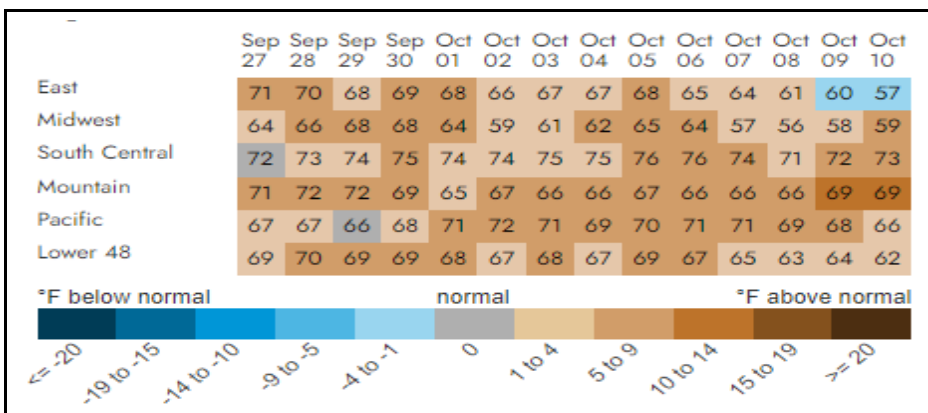 Sep Sep Sep Sep Oct Oct Oct Oct Oct Oct Oct Oct Oct Oct
27 28 29 30 01 02 03 04 05 06 07 08 09 10
East 71 70 68 69 68 66 67 67 68 65 64 61 60 57
Midwest 64 66 68 68 64 59 61 62 65 64 57 56 58 59
South Central 72 73 74 75 74 74 75 75 76 76 74 71 72 73
Mountain 71 72 72 69 65 67 66 66 67 66 66 66 69 69
Pacific 67 67 66 68 71 72 71 69 70 71 71 69 68 66
Lower 48 69 70 69 69 68 67 68 67 69 67 65 63 64 62
°F below normal normal °F above normal
<= -20 -19 to -15 -14 to -10 -9 to -5 -4 to -1 0 1 to 4 5 to 9 10 to 14 15 to 19 >= 20